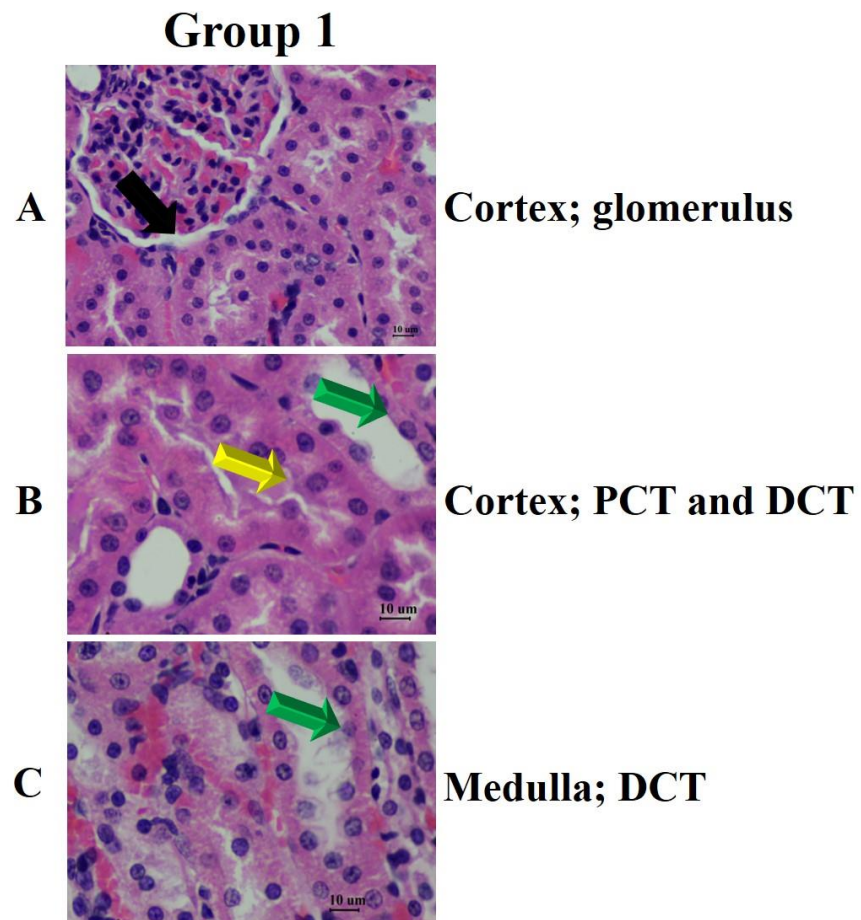 Group 1
A
Cortex; glomerulus
10 um
B
Cortex; PCT and DCT
10 um
C
Medulla; DCT
10 um